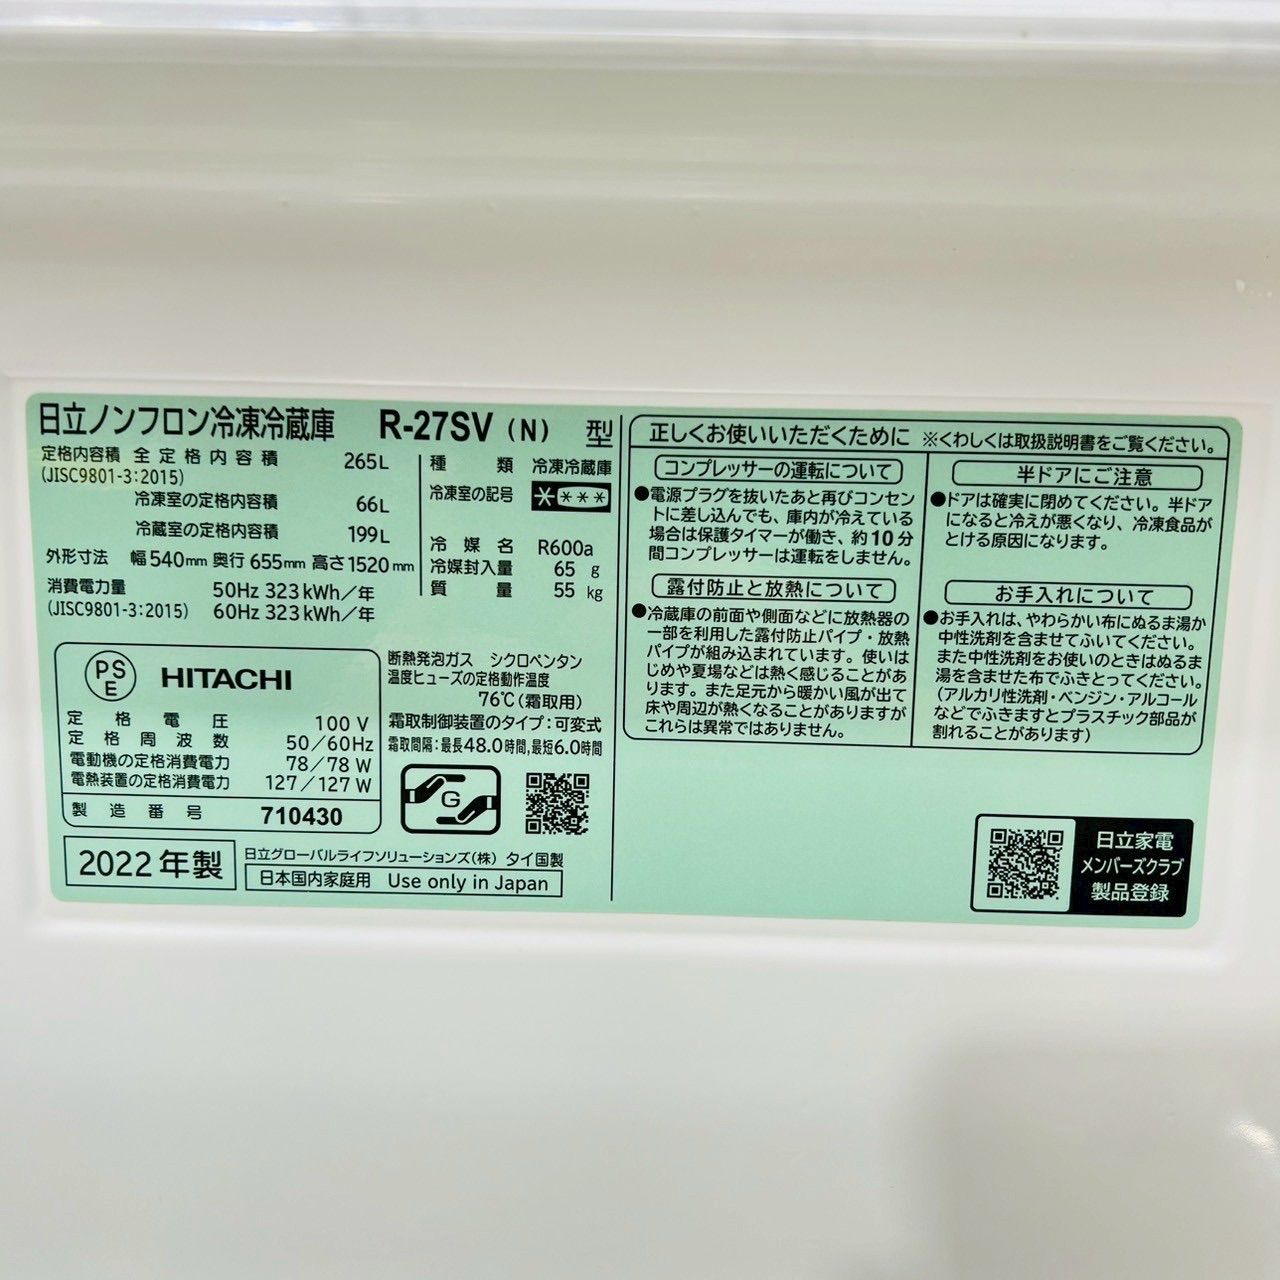 日立ノンフロン冷凍冷蔵庫 R-27SV (N) 型
定格内容積 全定格内容積 265L
(JISC9801-3:2015)
冷凍室の定格内容積 66L
冷蔵室の定格内容積 199L
外形寸法 幅540mm 奥行655mm 高さ1520mm
消費電力量 50Hz 323kWh/年
(JISC9801-3:2015) 60Hz 323kWh/年
種類 冷凍冷蔵庫
冷凍室の記号
冷媒名 R600a
冷媒封入量 65 g
質量 55 kg
PS
E
HITACHI
定格電圧 100 V
定格周波数 50/60Hz
電動機の定格消費電力 78/78 W
電熱装置の定格消費電力 127/127 W
製造番号 710430
断熱発泡ガス シクロペンタン
温度ヒューズの定格動作温度
76℃(霜取用)
霜取制御装置のタイプ:可変式
霜取間隔:最長48.0時間,最短6.0時間
G
2022年製
日立グローバルライフソリューションズ(株) タイ国製
日本国内家庭用 Use only in Japan
正しくお使いいただくために ※くわしくは取扱説明書をご覧ください。
コンプレッサーの運転について
●電源プラグを抜いたあと再びコンセン
トに差し込んでも、庫内が冷えている
場合は保護タイマーが働き、約10分
間コンプレッサーは運転をしません。
露付防止と放熱について
●冷蔵庫の前面や側面などに放熱器の
一部を利用した露付防止パイプ・放熱
パイプが組み込まれています。使いは
じめや夏場などは熱く感じることがあ
ります。また足元から暖かい風が出て
床や周辺が熱くなることがありますが
これらは異常ではありません。
半ドアにご注意
●ドアは確実に閉めてください。半ドア
になると冷えが悪くなり、冷凍食品が
とける原因になります。
お手入れについて
●お手入れは、やわらかい布にぬるま湯か
中性洗剤を含ませてふいてください。
また中性洗剤をお使いのときはぬるま
湯を含ませた布でふきとってください。
(アルカリ性洗剤・ベンジン・アルコール
などでふきますとプラスチック部品が
割れることがあります)
日立家電
メンバーズクラブ
製品登録